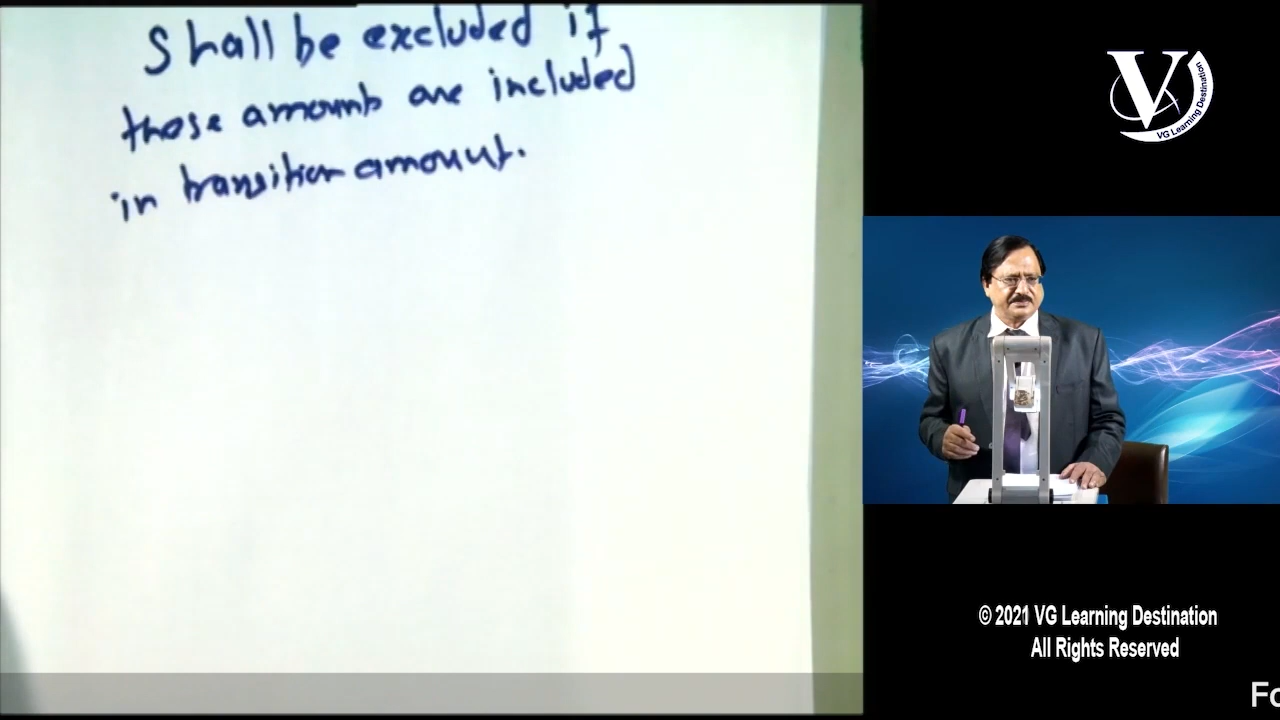 Shall be excluded if
those amounts are included
in transition amount.
V
VG Learning Destination
© 2021 VG Learning Destination
All Rights Reserved
Fo